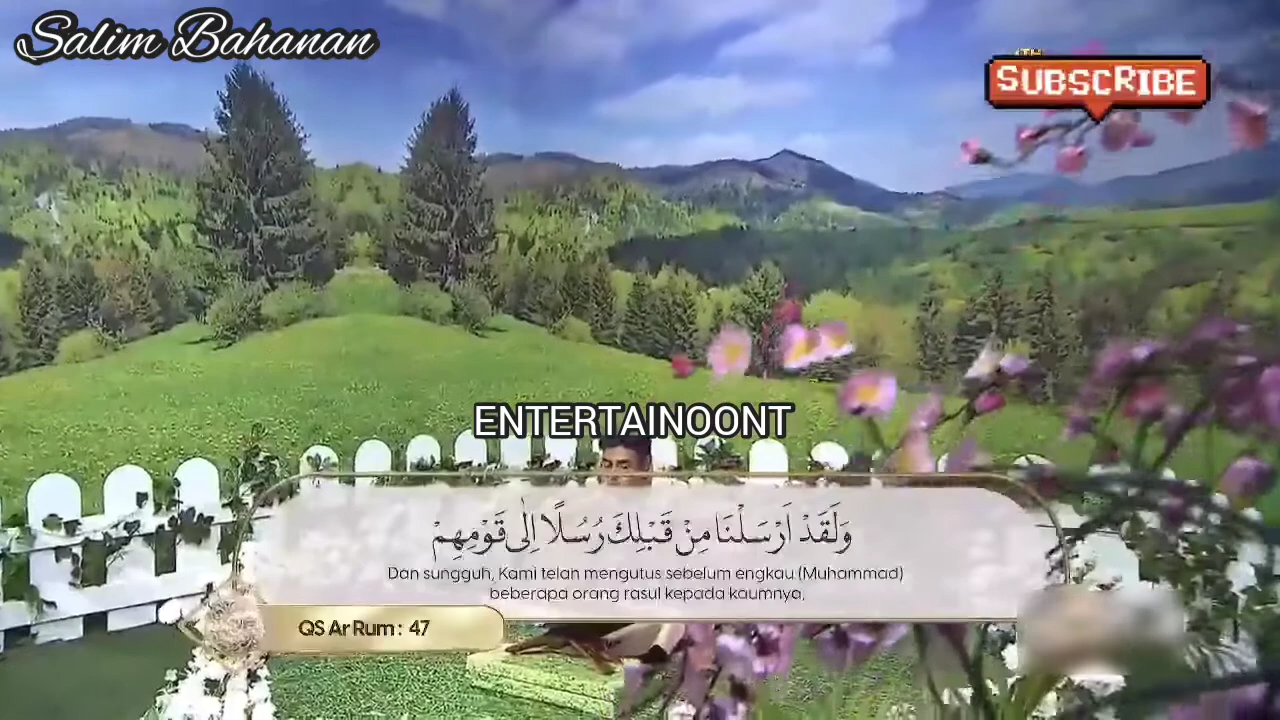 Salim Bahanan
SUBSCRIBE
ENTERTAINOONT
وَلَقَدْ اَرْسَلْنَا مِنْ قَبْلِكَ رُسُلًا اِلٰى قَوْمِهِمْ
Dan sungguh, Kami telah mengutus sebelum engkau (Muhammad)
beberapa orang rasul kepada kaumnya,
QS Ar Rum : 47